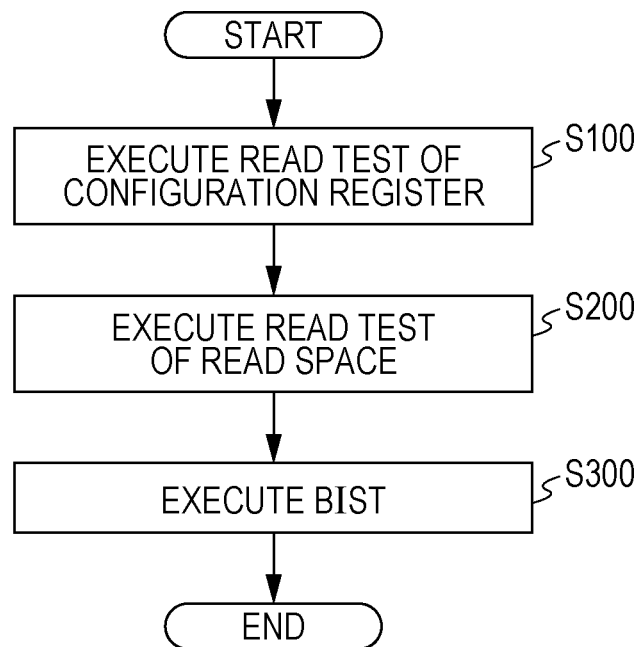 START
EXECUTE READ TEST OF
CONFIGURATION REGISTER
S100
EXECUTE READ TEST
OF READ SPACE
S200
EXECUTE BIST
S300
END